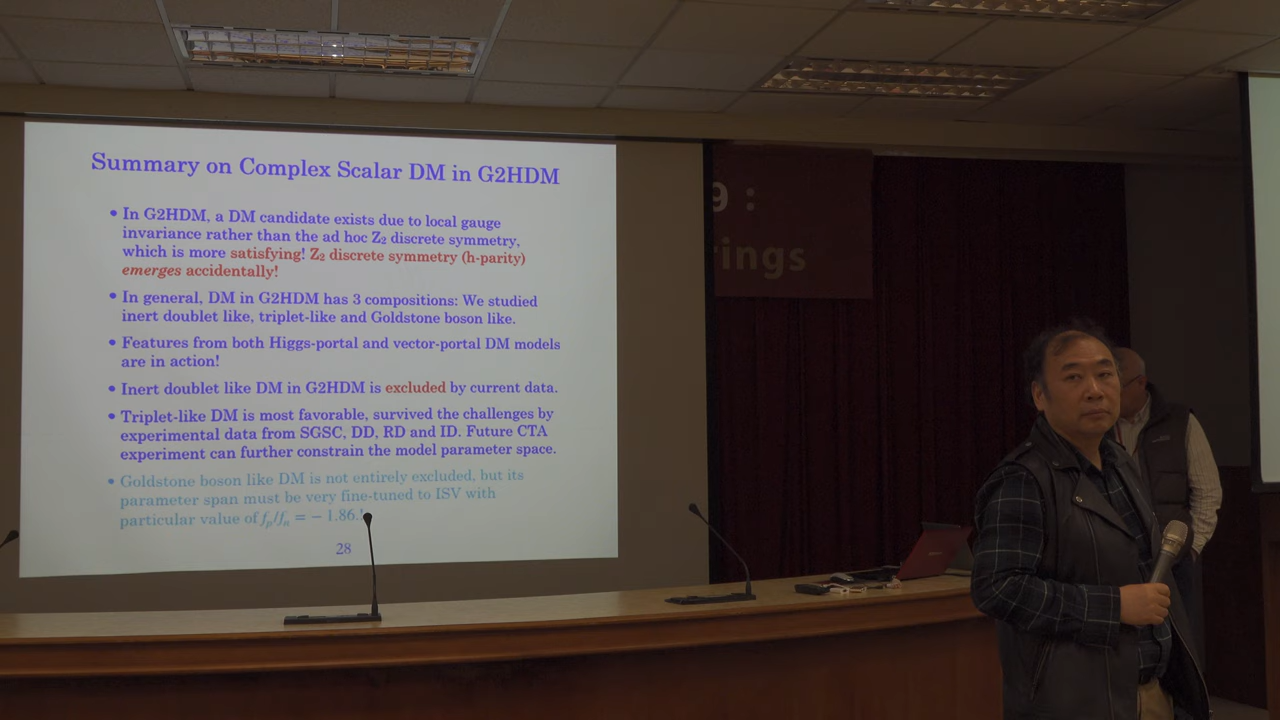 Summary on Complex Scalar DM in G2HDM
• In G2HDM, a DM candidate exists due to local gauge
invariance rather than the ad hoc Z₂ discrete symmetry,
which is more satisfying! Z₂ discrete symmetry (h-parity)
emerges accidentally!
• In general, DM in G2HDM has 3 compositions: We studied
inert doublet like, triplet-like and Goldstone boson like.
• Features from both Higgs-portal and vector-portal DM models
are in action!
• Inert doublet like DM in G2HDM is excluded by current data.
• Triplet-like DM is most favorable, survived the challenges by
experimental data from SGSC, DD, RD and ID. Future CTA
experiment can further constrain the model parameter space.
• Goldstone boson like DM is not entirely excluded, but its
parameter span must be very fine-tuned to ISV with
particular value of fₚ/fₙ = − 1.86.!
28
9 :
ings